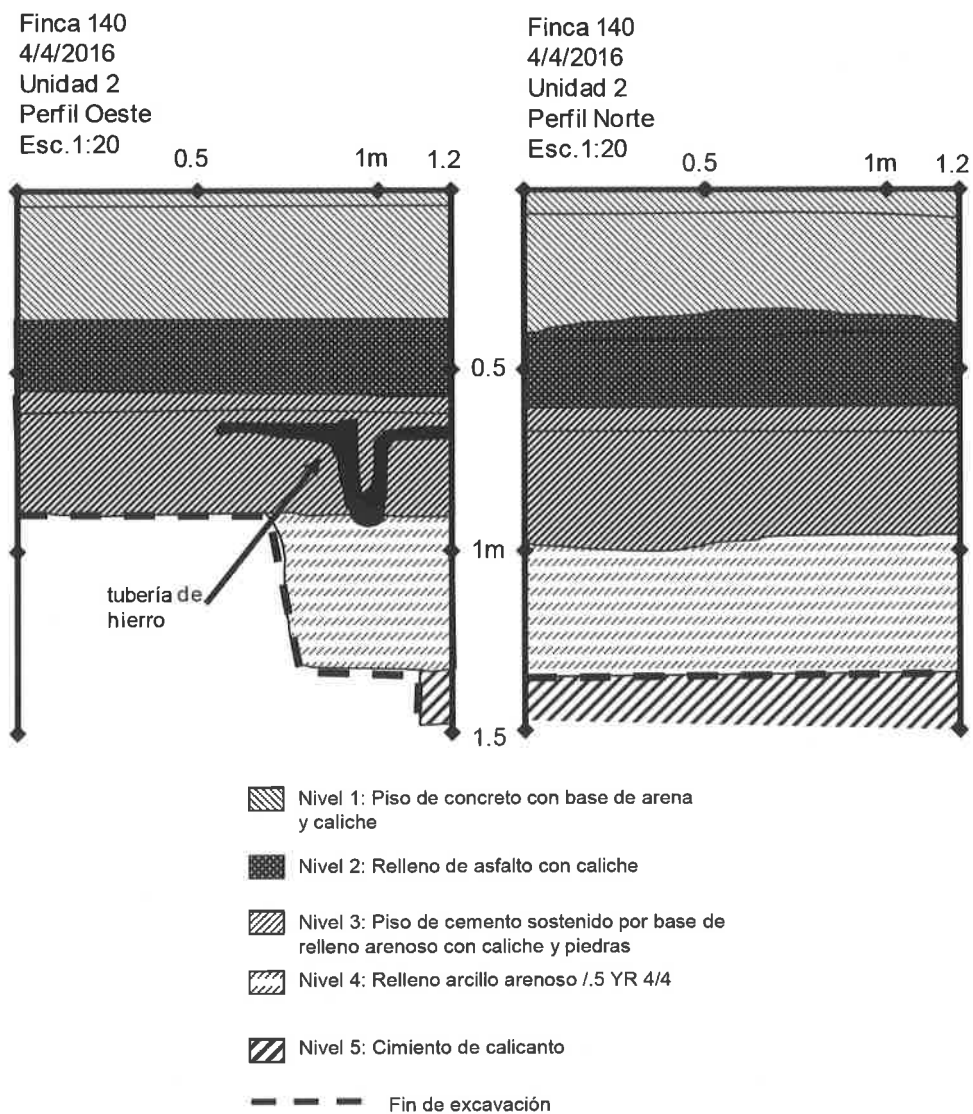 Finca 140
4/4/2016
Unidad 2
Perfil Oeste
Esc.1:20
0.5 1m 1.2
Finca 140
4/4/2016
Unidad 2
Perfil Norte
Esc.1:20
0.5 1m 1.2
0.5
1m
1.5
tubería de
hierro
Nivel 1: Piso de concreto con base de arena
y caliche
Nivel 2: Relleno de asfalto con caliche
Nivel 3: Piso de cemento sostenido por base de
relleno arenoso con caliche y piedras
Nivel 4: Relleno arcillo arenoso /.5 YR 4/4
Nivel 5: Cimiento de calicanto
Fin de excavación